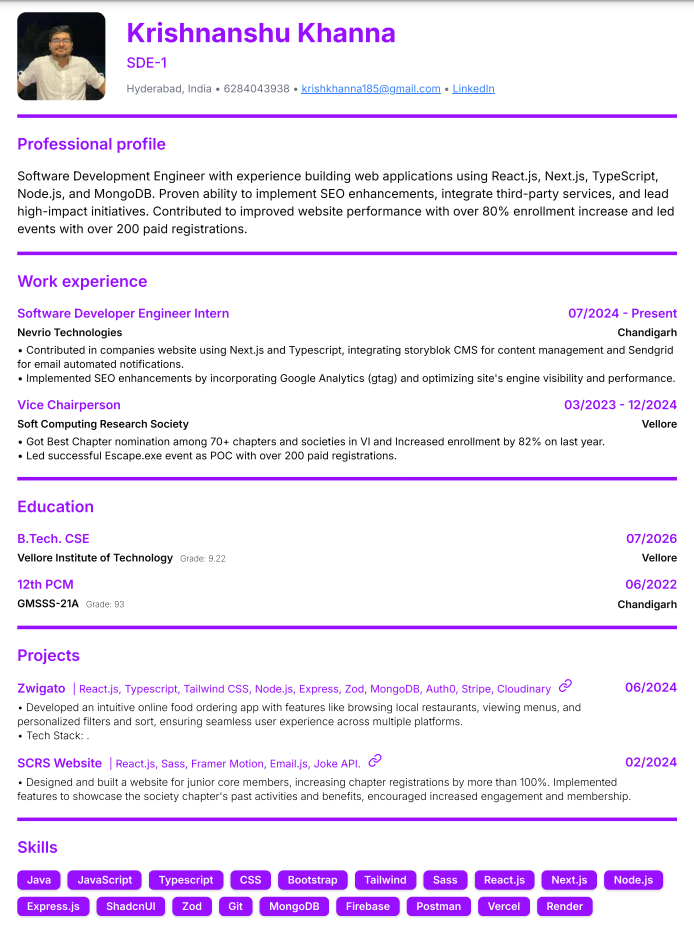 Krishnanshu Khanna
SDE-1
Hyderabad, India • 6284043938 • krishkhanna185@gmail.com • LinkedIn
Professional profile
Software Development Engineer with experience building web applications using React.js, Next.js, TypeScript,
Node.js, and MongoDB. Proven ability to implement SEO enhancements, integrate third-party services, and lead
high-impact initiatives. Contributed to improved website performance with over 80% enrollment increase and led
events with over 200 paid registrations.
Work experience
Software Developer Engineer Intern 07/2024 - Present
Nevrio Technologies Chandigarh
• Contributed in companies website using Next.js and Typescript, integrating storyblok CMS for content management and Sendgrid
for email automated notifications.
• Implemented SEO enhancements by incorporating Google Analytics (gtag) and optimizing site's engine visibility and performance.
Vice Chairperson 03/2023 - 12/2024
Soft Computing Research Society Vellore
• Got Best Chapter nomination among 70+ chapters and societies in VI and Increased enrollment by 82% on last year.
• Led successful Escape.exe event as POC with over 200 paid registrations.
Education
B.Tech. CSE 07/2026
Vellore Institute of Technology Grade: 9.22 Vellore
12th PCM 06/2022
GMSSS-21A Grade: 93 Chandigarh
Projects
Zwigato | React.js, Typescript, Tailwind CSS, Node.js, Express, Zod, MongoDB, Auth0, Stripe, Cloudinary 06/2024
• Developed an intuitive online food ordering app with features like browsing local restaurants, viewing menus, and
personalized filters and sort, ensuring seamless user experience across multiple platforms.
• Tech Stack: .
SCRS Website | React.js, Sass, Framer Motion, Email.js, Joke API. 02/2024
• Designed and built a website for junior core members, increasing chapter registrations by more than 100%. Implemented
features to showcase the society chapter's past activities and benefits, encouraged increased engagement and membership.
Skills
Java JavaScript Typescript CSS Bootstrap Tailwind Sass React.js Next.js Node.js
Express.js ShadcnUI Zod Git MongoDB Firebase Postman Vercel Render